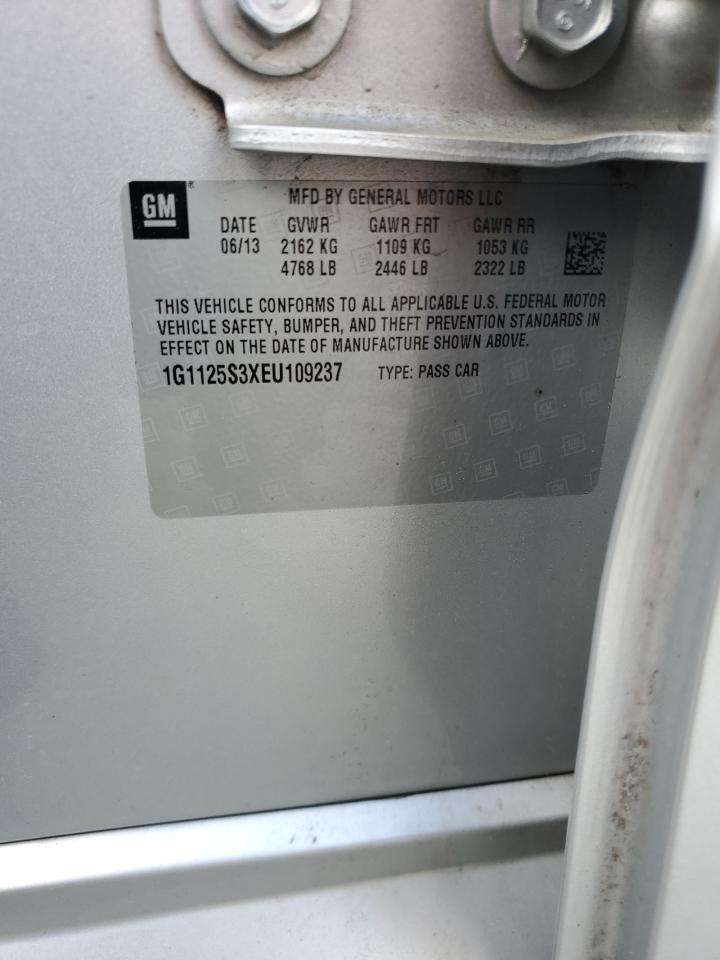 GM
MFD BY GENERAL MOTORS LLC
DATE GVWR GAWR FRT GAWR RR
06/13 2162 KG 1109 KG 1053 KG
4768 LB 2446 LB 2322 LB
THIS VEHICLE CONFORMS TO ALL APPLICABLE U.S. FEDERAL MOTOR
VEHICLE SAFETY, BUMPER, AND THEFT PREVENTION STANDARDS IN
EFFECT ON THE DATE OF MANUFACTURE SHOWN ABOVE.
1G1125S3XEU109237 TYPE: PASS CAR